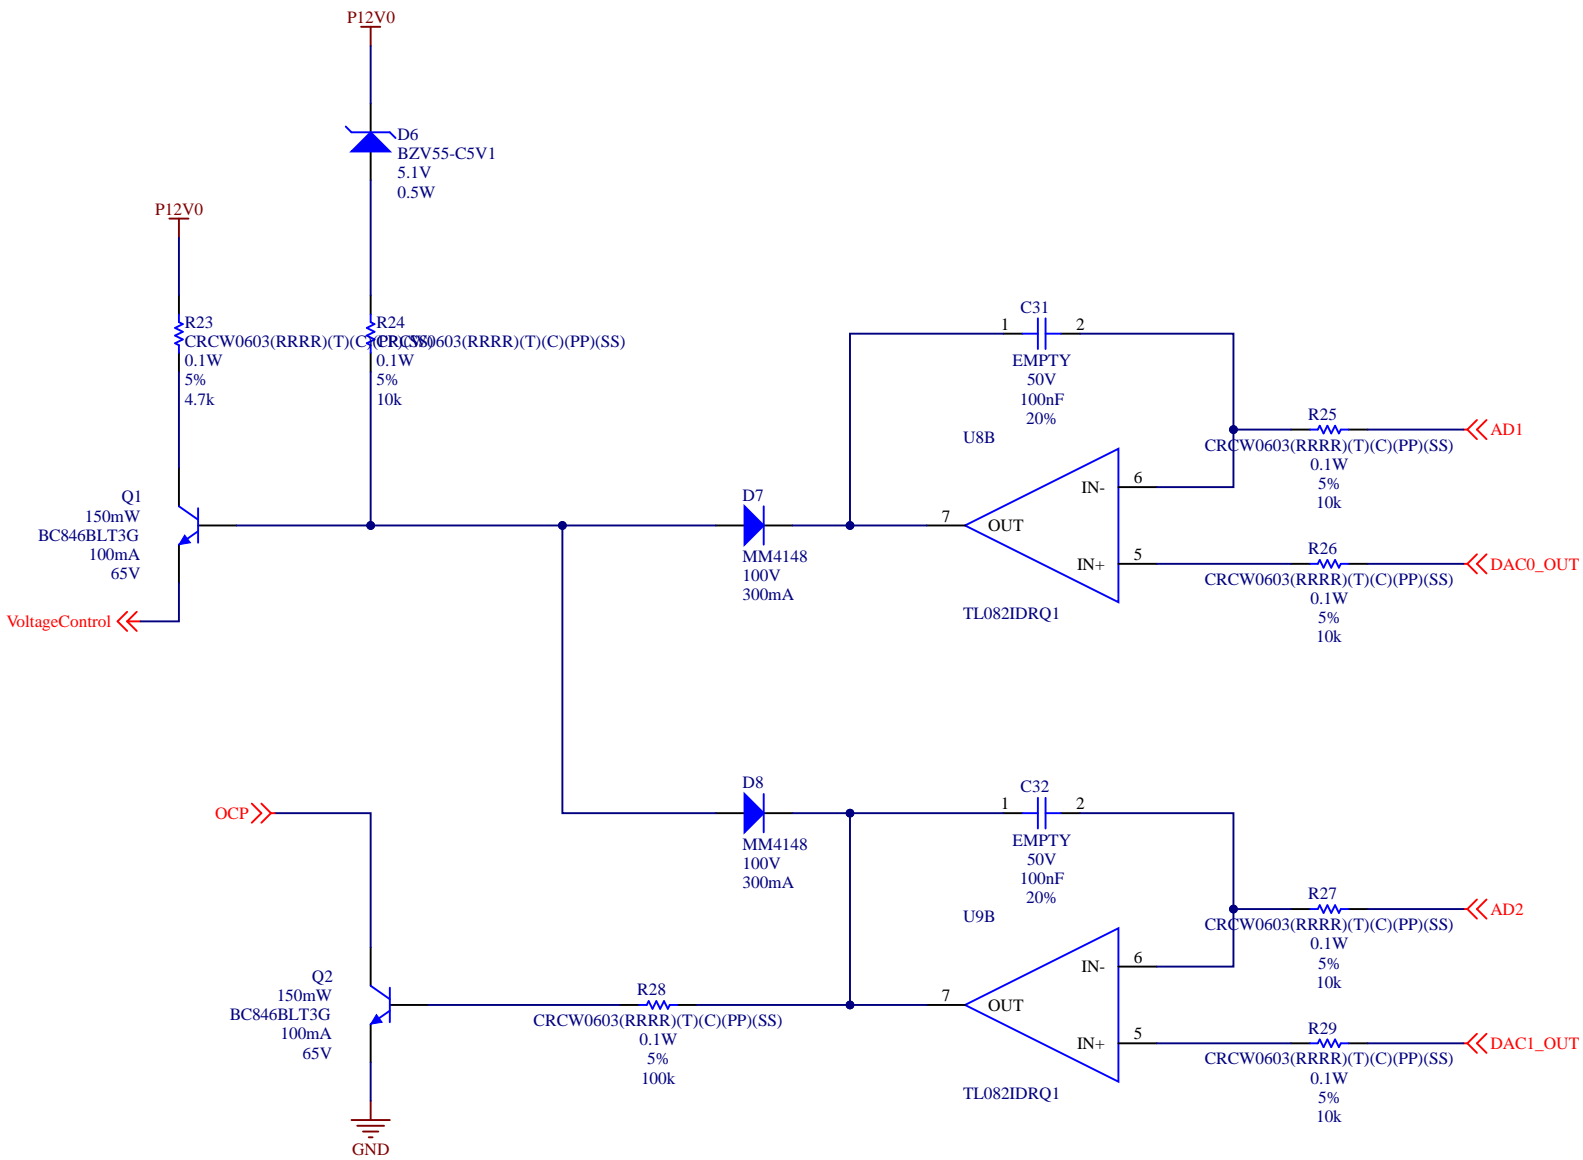 P12V0
D6
BZV55-C5V1
5.1V
0.5W
P12V0
R23
CRCW0603(RRRR)(T)(C)(PP)(SS)
0.1W
5%
4.7k
R24
CRCW0603(RRRR)(T)(C)(PP)(SS)
0.1W
5%
10k
C31
1 2
EMPTY
50V
100nF
20%
U8B
R25
CRCW0603(RRRR)(T)(C)(PP)(SS)
0.1W
5%
10k
AD1
IN- 6
7 OUT
IN+ 5
TL082IDRQ1
R26
CRCW0603(RRRR)(T)(C)(PP)(SS)
0.1W
5%
10k
DAC0_OUT
Q1
150mW
BC846BLT3G
100mA
65V
D7
MM4148
100V
300mA
VoltageControl
OCP
D8
MM4148
100V
300mA
C32
1 2
EMPTY
50V
100nF
20%
U9B
R27
CRCW0603(RRRR)(T)(C)(PP)(SS)
0.1W
5%
10k
AD2
IN- 6
7 OUT
IN+ 5
TL082IDRQ1
R29
CRCW0603(RRRR)(T)(C)(PP)(SS)
0.1W
5%
10k
DAC1_OUT
Q2
150mW
BC846BLT3G
100mA
65V
R28
CRCW0603(RRRR)(T)(C)(PP)(SS)
0.1W
5%
100k
GND